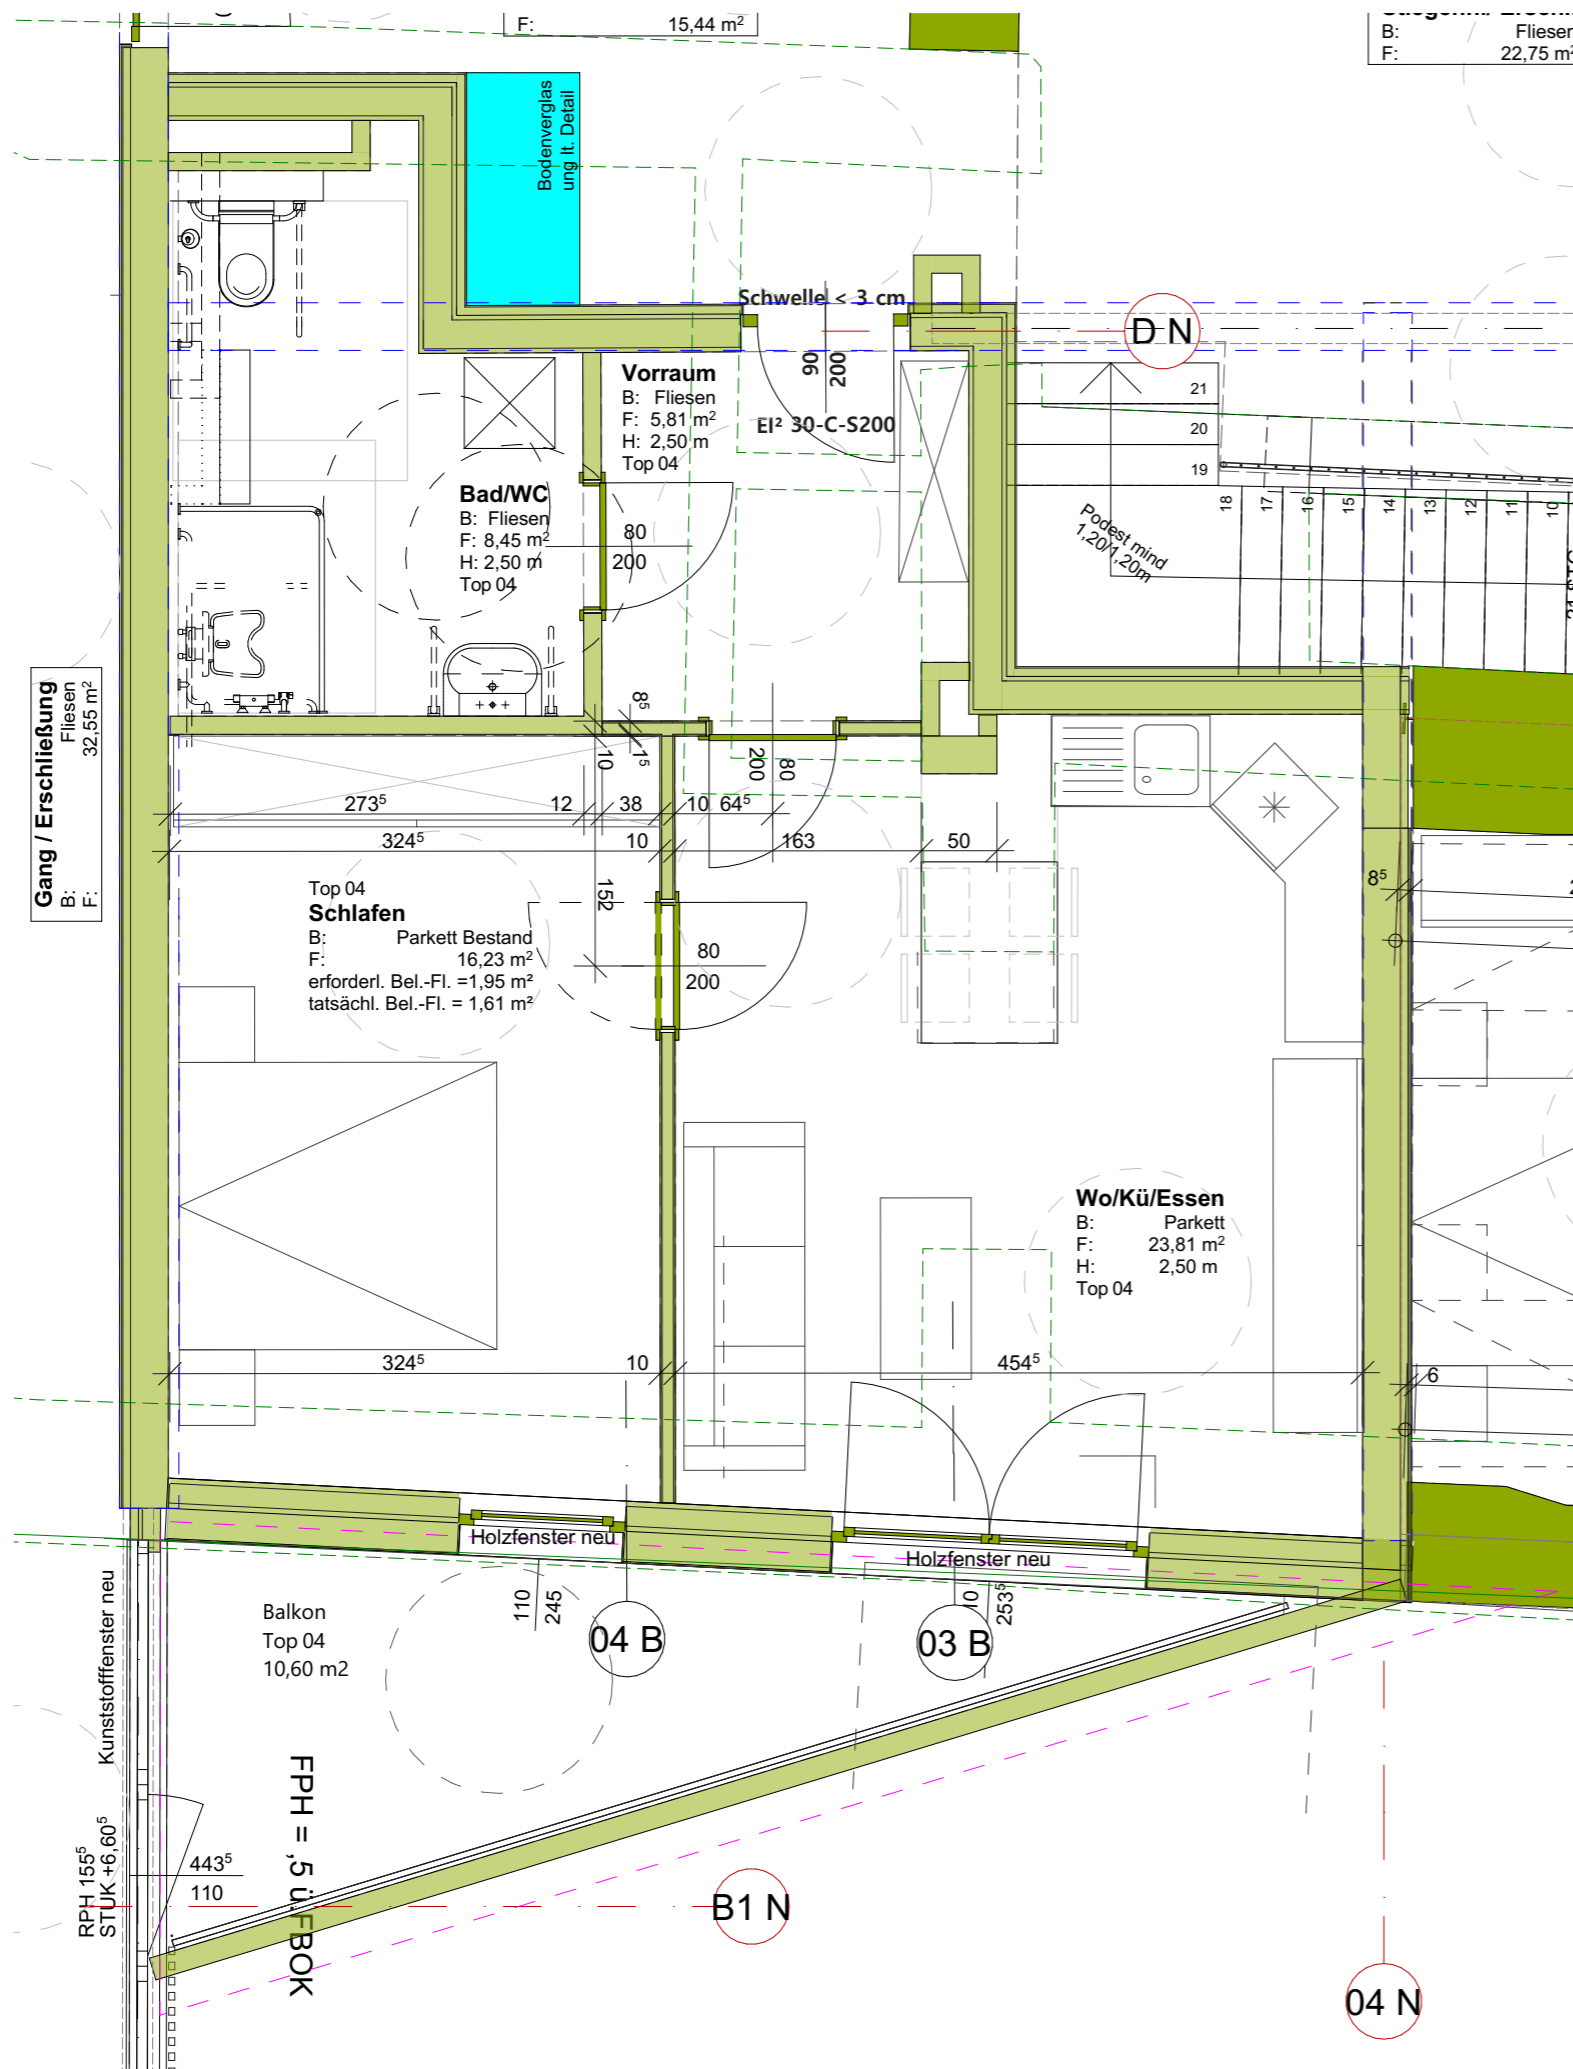 F: 15,44 m²
B: Fliesen
F: 22,75 m²
Bodenverglas
ung lt. Detail
Schwelle < 3 cm
D N
90
200
EI² 30-C-S200
Vorraum
B: Fliesen
F: 5,81 m²
H: 2,50 m
Top 04
21
20
19
18
17
16
15
14
13
12
11
10
Podest mind
1,20/1,20m
Bad/WC
B: Fliesen
F: 8,45 m²
H: 2,50 m
Top 04
80
200
Gang / Erschließung
B: Fliesen
F: 32,55 m²
8⁵
1⁵
10
80
200
273⁵
12
38
10
64⁵
324⁵
10
163
50
152
8⁵
Top 04
Schlafen
B: Parkett Bestand
F: 16,23 m²
erforderl. Bel.-Fl. =1,95 m²
tatsächl. Bel.-Fl. = 1,61 m²
80
200
Wo/Kü/Essen
B: Parkett
F: 23,81 m²
H: 2,50 m
Top 04
324⁵
10
454⁵
6
Holzfenster neu
Holzfenster neu
110
245
10
253⁵
04 B
03 B
Balkon
Top 04
10,60 m2
Kunststofffenster neu
FPH = ,5 ü.FBOK
RPH 155⁵
STUK +6,60⁵
443⁵
110
B1 N
04 N